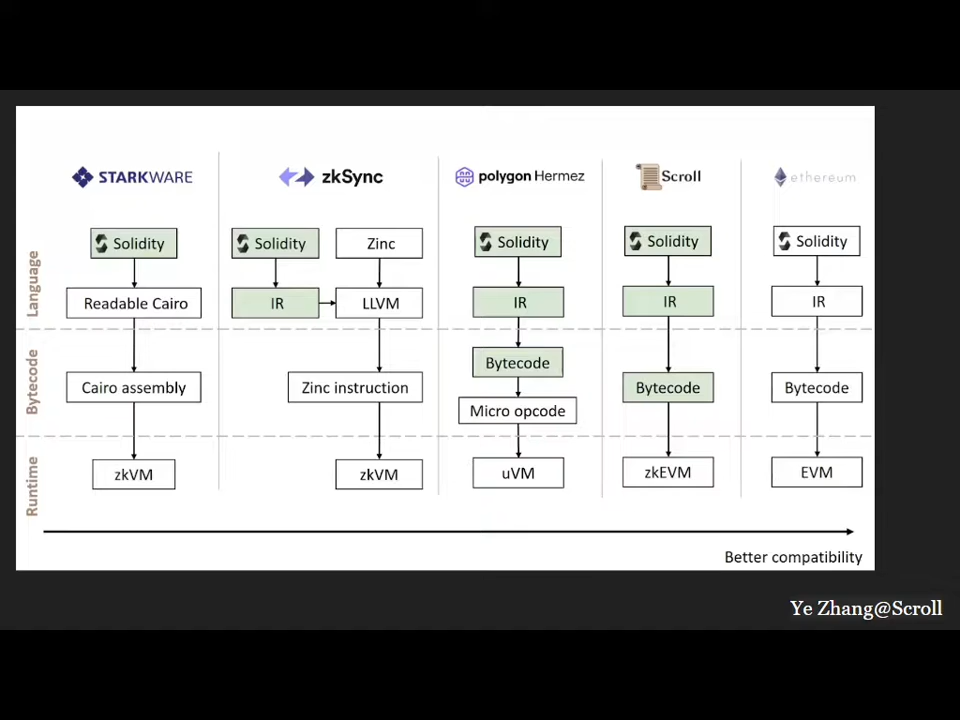 STARKWARE
zkSync
polygon Hermez
Scroll
ethereum
Language
Solidity
Solidity
Zinc
Solidity
Solidity
Solidity
Readable Cairo
IR
LLVM
IR
IR
IR
Bytecode
Bytecode
Cairo assembly
Zinc instruction
Bytecode
Bytecode
Micro opcode
Runtime
zkVM
zkVM
uVM
zkEVM
EVM
Better compatibility
Ye Zhang@Scroll